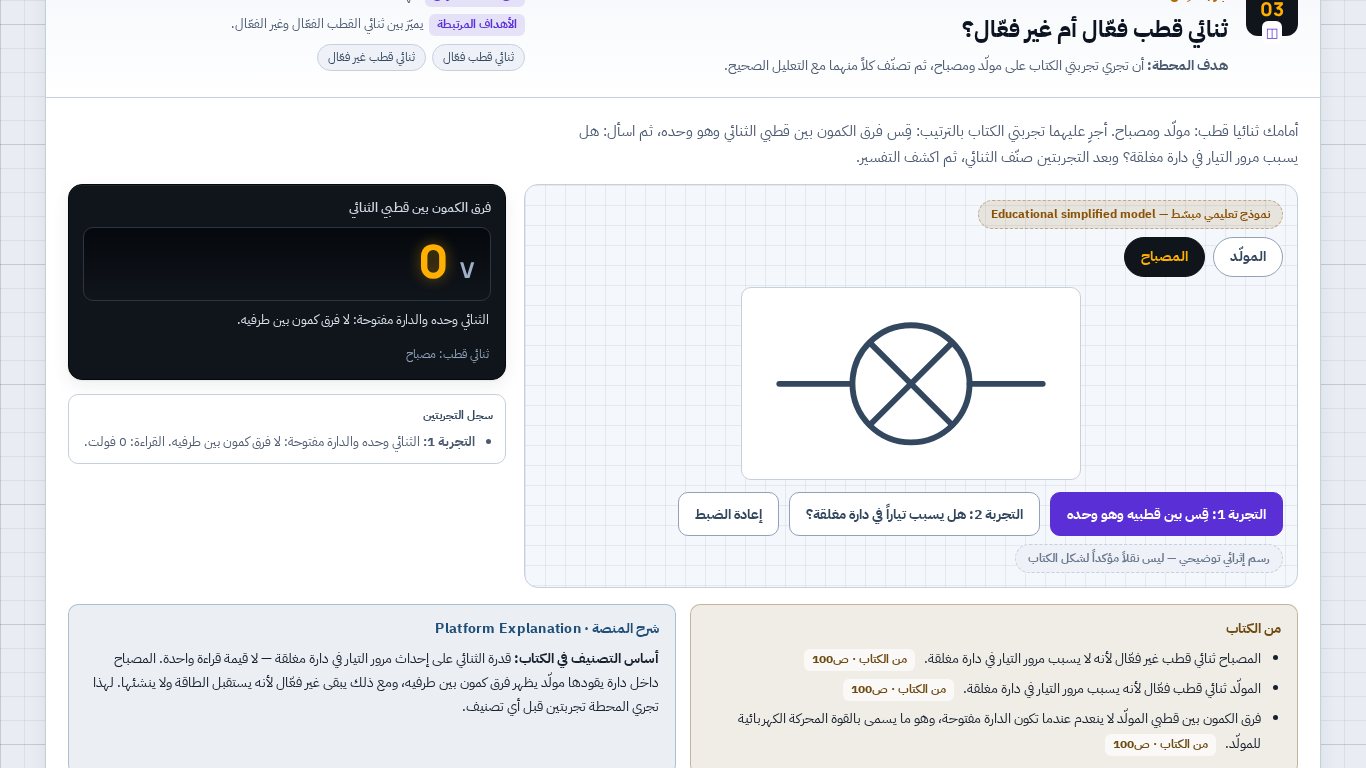 03
ثنائي قطب فعّال أم غير فعّال؟
هدف المحطة: أن تجري تجربتي الكتاب على مولّد ومصباح، ثم تصنّف كلاً منهما مع التعليل الصحيح.
الأهداف المرتبطة يميّز بين ثنائي القطب الفعّال وغير الفعّال.
ثنائي قطب فعّال
ثنائي قطب غير فعّال
أمامك ثنائيا قطب: مولّد ومصباح. أجرِ عليهما تجربتي الكتاب بالترتيب: قِس فرق الكمون بين قطبي الثنائي وهو وحده، ثم اسأل: هل
يسبب مرور التيار في دارة مغلقة؟ وبعد التجربتين صنّف الثنائي، ثم اكشف التفسير.
نموذج تعليمي مبسّط — Educational simplified model
المولّد
المصباح
التجربة 1: قِس بين قطبيه وهو وحده
التجربة 2: هل يسبب تياراً في دارة مغلقة؟
إعادة الضبط
رسم إثرائي توضيحي — ليس نقلاً مؤكداً لشكل الكتاب
فرق الكمون بين قطبي الثنائي
0 V
الثنائي وحده والدارة مفتوحة: لا فرق كمون بين طرفيه.
ثنائي قطب: مصباح
سجل التجربتين
التجربة 1: الثنائي وحده والدارة مفتوحة: لا فرق كمون بين طرفيه. القراءة: 0 فولت.
من الكتاب
المصباح ثنائي قطب غير فعّال لأنه لا يسبب مرور التيار في دارة مغلقة. من الكتاب · ص100
المولّد ثنائي قطب فعّال لأنه يسبب مرور التيار في دارة مغلقة. من الكتاب · ص100
فرق الكمون بين قطبي المولّد لا ينعدم عندما تكون الدارة مفتوحة، وهو ما يسمى بالقوة المحركة الكهربائية
للمولّد. من الكتاب · ص100
شرح المنصة · Platform Explanation
أساس التصنيف في الكتاب: قدرة الثنائي على إحداث مرور التيار في دارة مغلقة — لا قيمة قراءة واحدة. المصباح
داخل دارة يقودها مولّد يظهر فرق كمون بين طرفيه، ومع ذلك يبقى غير فعّال لأنه يستقبل الطاقة ولا ينشئها. لهذا
تجري المحطة تجربتين قبل أي تصنيف.